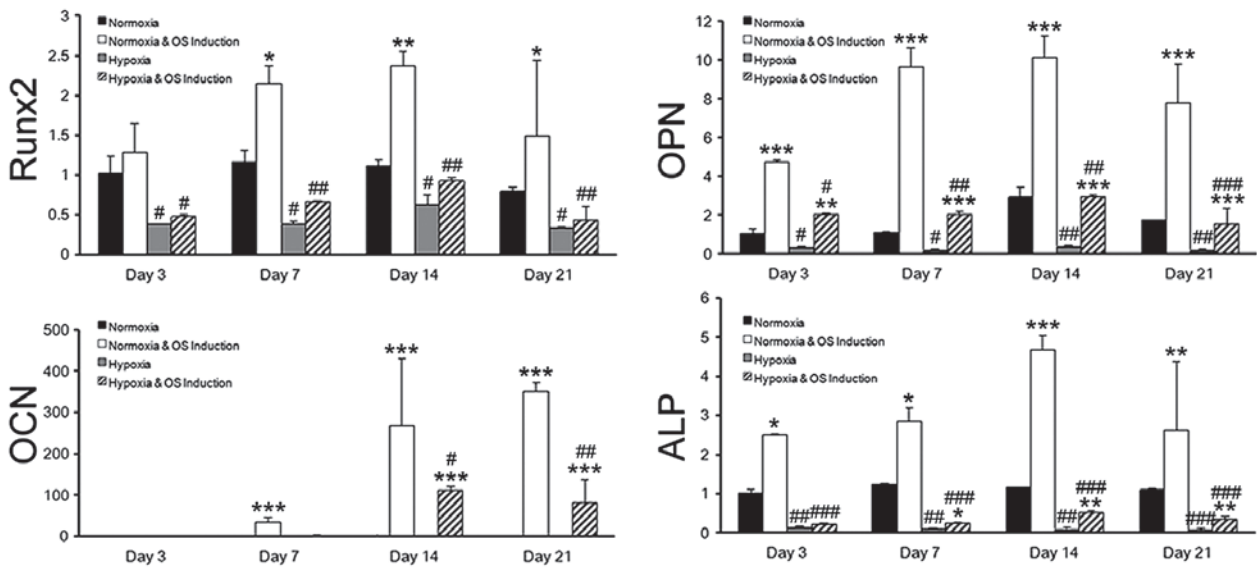 Runx2
3
2.5
2
1.5
1
0.5
0
Normoxia
Normoxia & OS Induction
Hypoxia
Hypoxia & OS Induction
* ** *
# # # ## # ## # ##
Day 3 Day 7 Day 14 Day 21
OPN
12
10
8
6
4
2
0
Normoxia
Normoxia & OS Induction
Hypoxia
Hypoxia & OS Induction
*** *** *** ***
# ## ## ###
# ** # *** ## *** ## ***
Day 3 Day 7 Day 14 Day 21
OCN
500
400
300
200
100
0
Normoxia
Normoxia & OS Induction
Hypoxia
Hypoxia & OS Induction
*** *** ***
# ##
*** ***
Day 3 Day 7 Day 14 Day 21
ALP
6
5
4
3
2
1
0
Normoxia
Normoxia & OS Induction
Hypoxia
Hypoxia & OS Induction
* * *** **
### ### ###
## ### ## * ## ** ### **
Day 3 Day 7 Day 14 Day 21